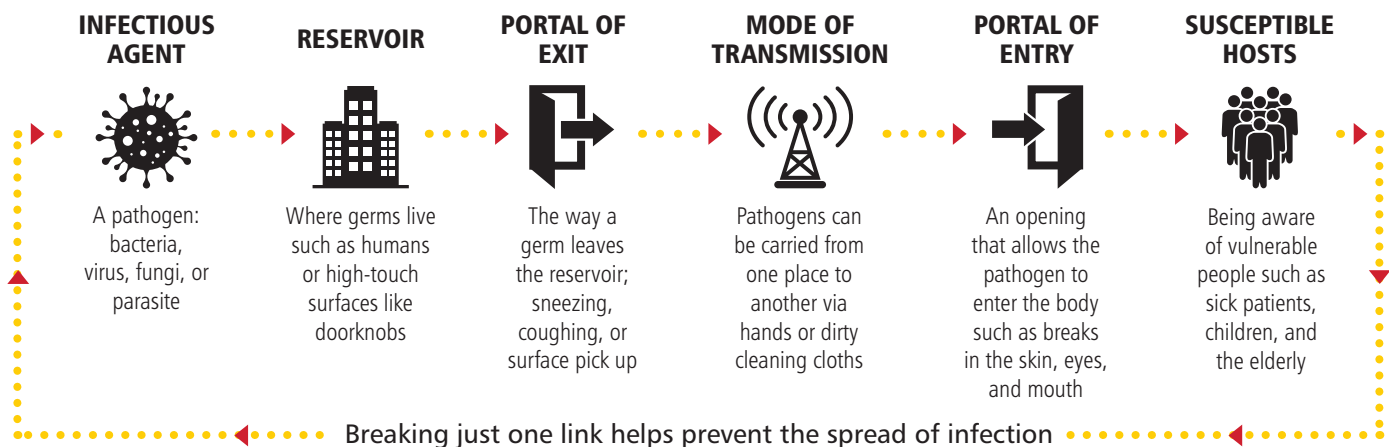 INFECTIOUS
AGENT
A pathogen:
bacteria,
virus, fungi, or
parasite
RESERVOIR
Where germs live
such as humans
or high-touch
surfaces like
doorknobs
PORTAL OF
EXIT
The way a
germ leaves
the reservoir;
sneezing,
coughing, or
surface pick up
MODE OF
TRANSMISSION
Pathogens can
be carried from
one place to
another via
hands or dirty
cleaning cloths
PORTAL OF
ENTRY
An opening
that allows the
pathogen to
enter the body
such as breaks
in the skin, eyes,
and mouth
SUSCEPTIBLE
HOSTS
Being aware
of vulnerable
people such as
sick patients,
children, and
the elderly
Breaking just one link helps prevent the spread of infection